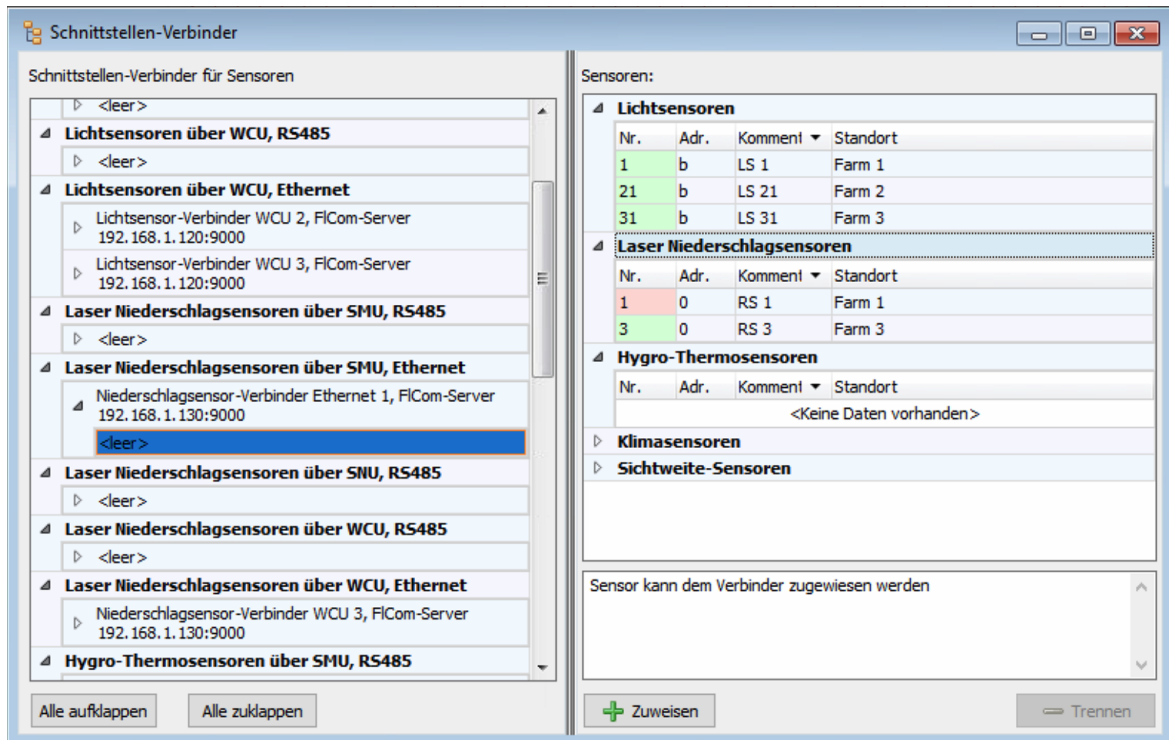 Schnittstellen-Verbinder
Schnittstellen-Verbinder für Sensoren
<leer>
Lichtsensoren über WCU, RS485
<leer>
Lichtsensoren über WCU, Ethernet
Lichtsensor-Verbinder WCU 2, FlCom-Server
192.168.1.120:9000
Lichtsensor-Verbinder WCU 3, FlCom-Server
192.168.1.120:9000
Laser Niederschlagsensoren über SMU, RS485
<leer>
Laser Niederschlagsensoren über SMU, Ethernet
Niederschlagsensor-Verbinder Ethernet 1, FlCom-Server
192.168.1.130:9000
<leer>
Laser Niederschlagsensoren über SNU, RS485
<leer>
Laser Niederschlagsensoren über WCU, RS485
<leer>
Laser Niederschlagsensoren über WCU, Ethernet
Niederschlagsensor-Verbinder WCU 3, FlCom-Server
192.168.1.130:9000
Hygro-Thermosensoren über SMU, RS485
Alle aufklappen Alle zuklappen
Sensoren:
Lichtsensoren
Nr. Adr. Komment Standort
1 b LS 1 Farm 1
21 b LS 21 Farm 2
31 b LS 31 Farm 3
Laser Niederschlagsensoren
Nr. Adr. Komment Standort
1 0 RS 1 Farm 1
3 0 RS 3 Farm 3
Hygro-Thermosensoren
Nr. Adr. Komment Standort
<Keine Daten vorhanden>
Klimasensoren
Sichtweite-Sensoren
Sensor kann dem Verbinder zugewiesen werden
Zuweisen Trennen